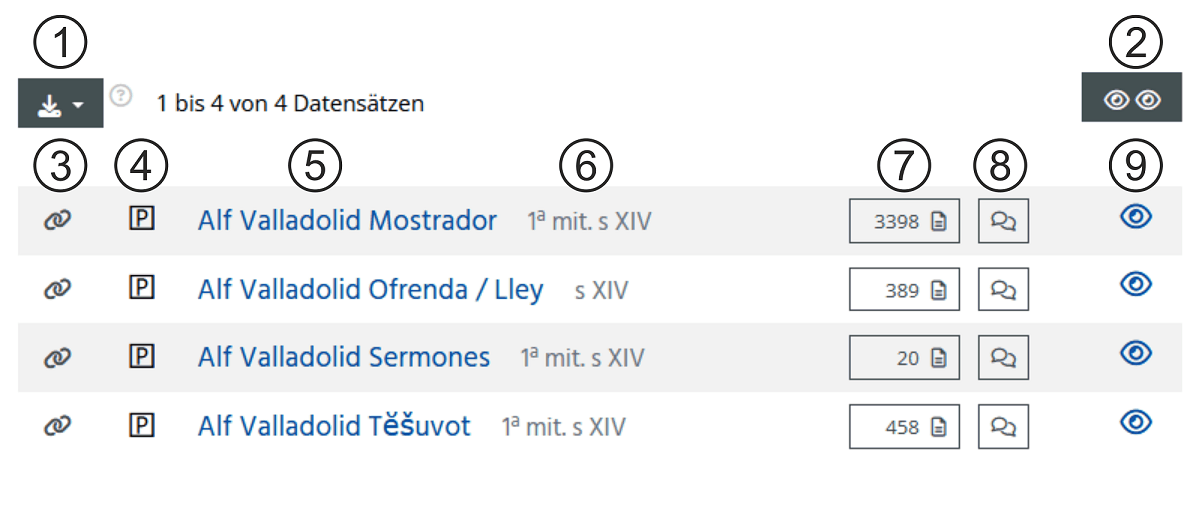 1 2
? 1 bis 4 von 4 Datensätzen
3 4 5 6 7 8 9
P Alf Valladolid Mostrador 1ª mit. s XIV 3398
P Alf Valladolid Ofrenda / Lley s XIV 389
P Alf Valladolid Sermones 1ª mit. s XIV 20
P Alf Valladolid Tĕšuvot 1ª mit. s XIV 458